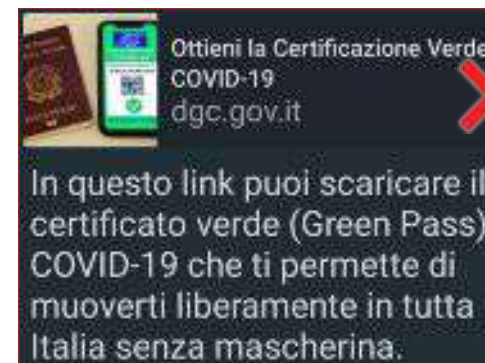 Ottieni la Certificazione Verde
COVID-19
dgc.gov.it
In questo link puoi scaricare il
certificato verde (Green Pass)
COVID-19 che ti permette di
muoverti liberamente in tutta
Italia senza mascherina.